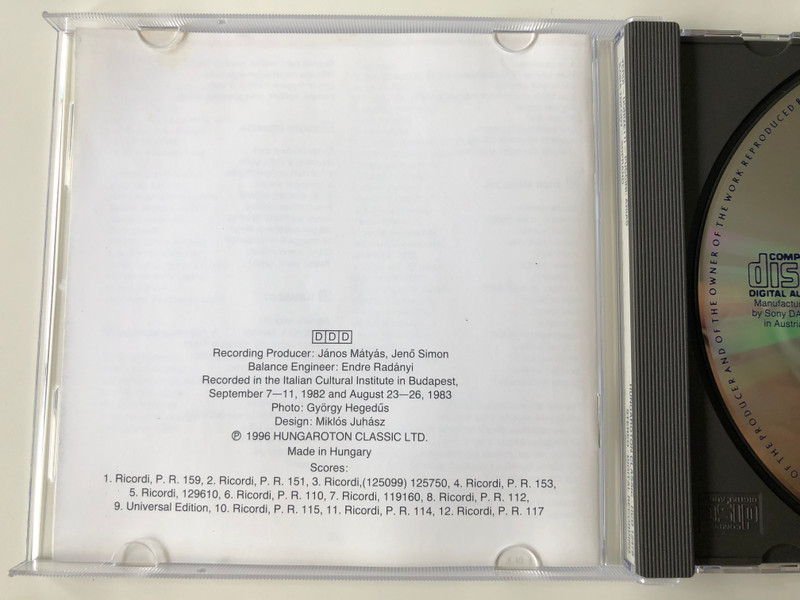 DDD
Recording Producer: János Mátyás, Jenő Simon
Balance Engineer: Endre Radányi
Recorded in the Italian Cultural Institute in Budapest,
September 7—11, 1982 and August 23—26, 1983
Photo: György Hegedűs
Design: Miklós Juhász
℗ 1996 HUNGAROTON CLASSIC LTD.
Made in Hungary
Scores:
1. Ricordi, P. R. 159, 2. Ricordi, P. R. 151, 3. Ricordi,(125099) 125750, 4. Ricordi, P. R. 153,
5. Ricordi, 129610, 6. Ricordi, P. R. 110, 7. Ricordi, 119160, 8. Ricordi, P. R. 112,
9. Universal Edition, 10. Ricordi, P. R. 115, 11. Ricordi, P. R. 114, 12. Ricordi, P. R. 117
OF THE PRODUCER AND OF THE OWNER OF THE WORK REPRODUCED
COMP
dis
DIGITAL AU
Manufactu
by Sony DA
in Austria